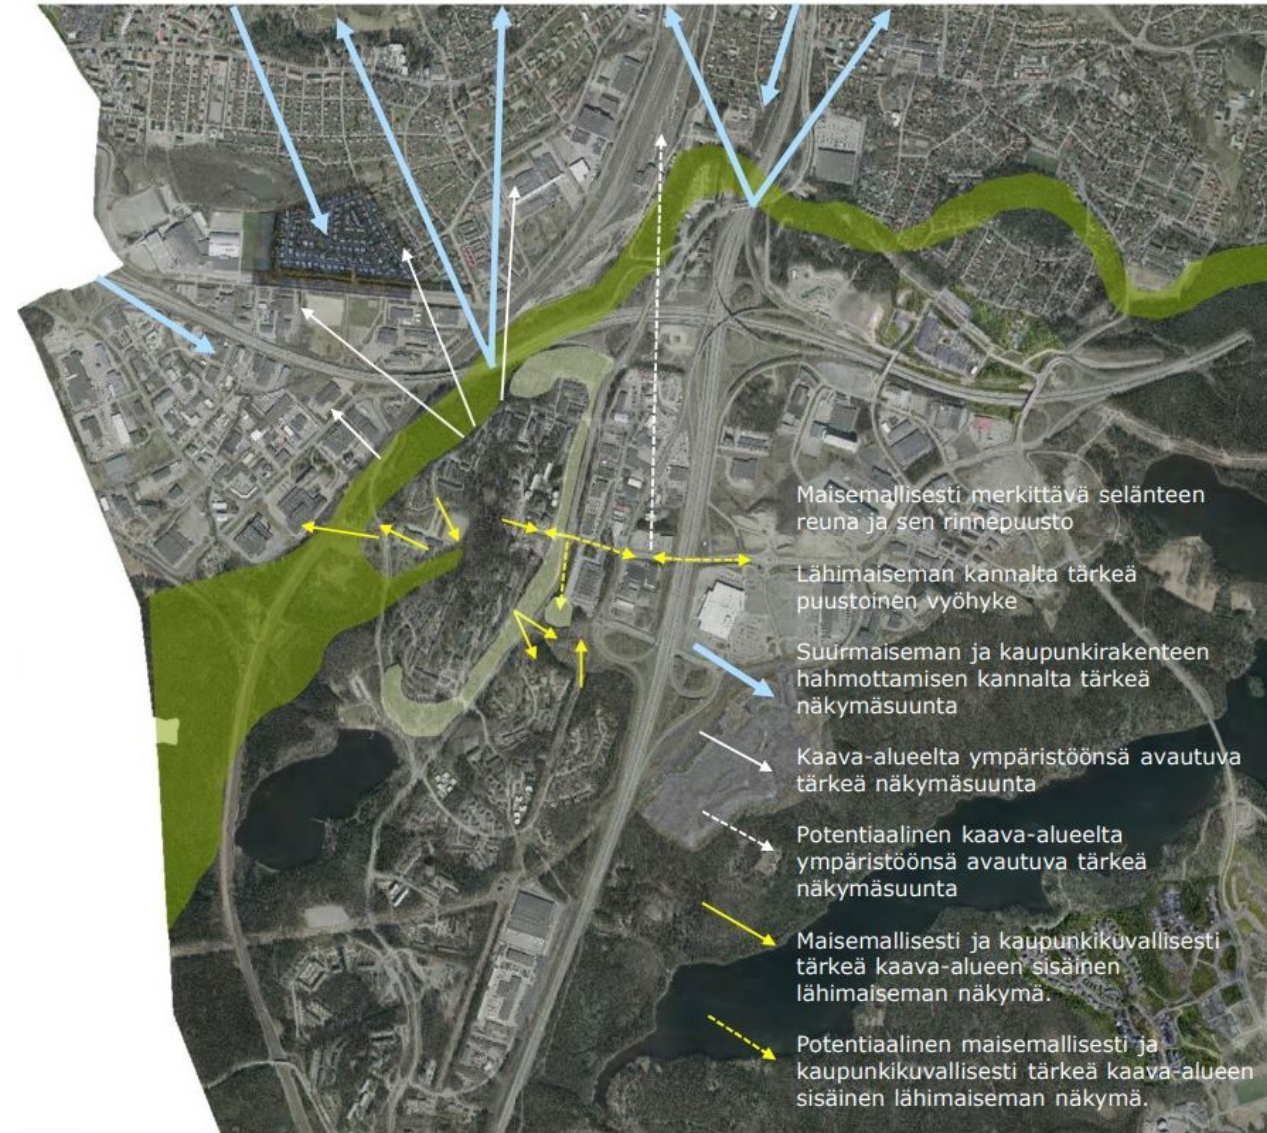 Maisemallisesti merkittävä selänteen
reuna ja sen rinnepuusto
Lähimaiseman kannalta tärkeä
puustoinen vyöhyke
Suurmaiseman ja kaupunkirakenteen
hahmottamisen kannalta tärkeä
näkymäsuunta
Kaava-alueelta ympäristöönsä avautuva
tärkeä näkymäsuunta
Potentiaalinen kaava-alueelta
ympäristöönsä avautuva tärkeä
näkymäsuunta
Maisemallisesti ja kaupunkikuvallisesti
tärkeä kaava-alueen sisäinen
lähimaiseman näkymä.
Potentiaalinen maisemallisesti ja
kaupunkikuvallisesti tärkeä kaava-alueen
sisäinen lähimaiseman näkymä.